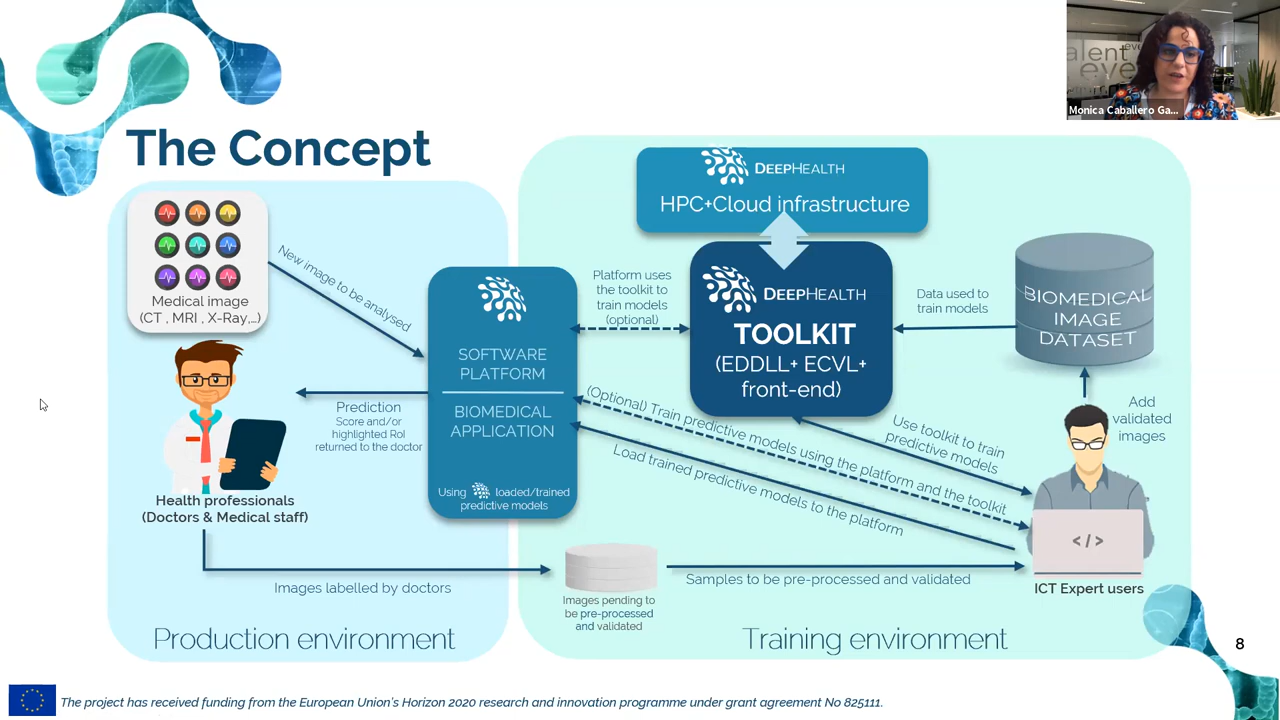 Monica Caballero Ga...
The Concept
DEEPHEALTH
HPC+Cloud infrastructure
Medical image
(CT , MRI , X-Ray,...)
New image to be analysed
SOFTWARE
PLATFORM
BIOMEDICAL
APPLICATION
Using loaded/trained
predictive models
Platform uses
the toolkit to
train models
(optional)
DEEPHEALTH
TOOLKIT
(EDDLL+ ECVL+
front-end)
Data used to
train models
BIOMEDICAL
IMAGE
DATASET
Prediction
Score and/or
highlighted RoI
returned to the doctor
(Optional) Train predictive models using the platform and the toolkit
Load trained predictive models to the platform
Use toolkit to train
predictive models
Add
validated
images
Health professionals
(Doctors & Medical staff)
</>
ICT Expert users
Images labelled by doctors
Images pending to
be pre-processed
and validated
Samples to be pre-processed and validated
Production environment
Training environment
8
The project has received funding from the European Union's Horizon 2020 research and innovation programme under grant agreement No 825111.